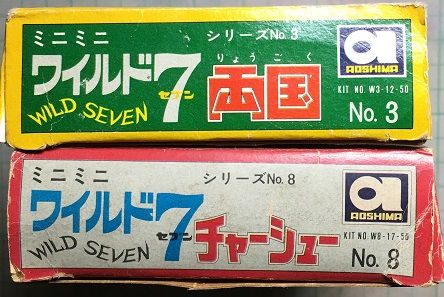 ミニミニ
シリーズNo.3
ワイルド7
セブン
WILD SEVEN
りょうごく
両国
a
AOSHIMA
KIT NO. W3-12-50
No. 3
ミニミニ
シリーズNo.8
ワイルド7
セブン
WILD SEVEN
チャーシュー
a
AOSHIMA
KIT NO. W8-17-50
No. 8